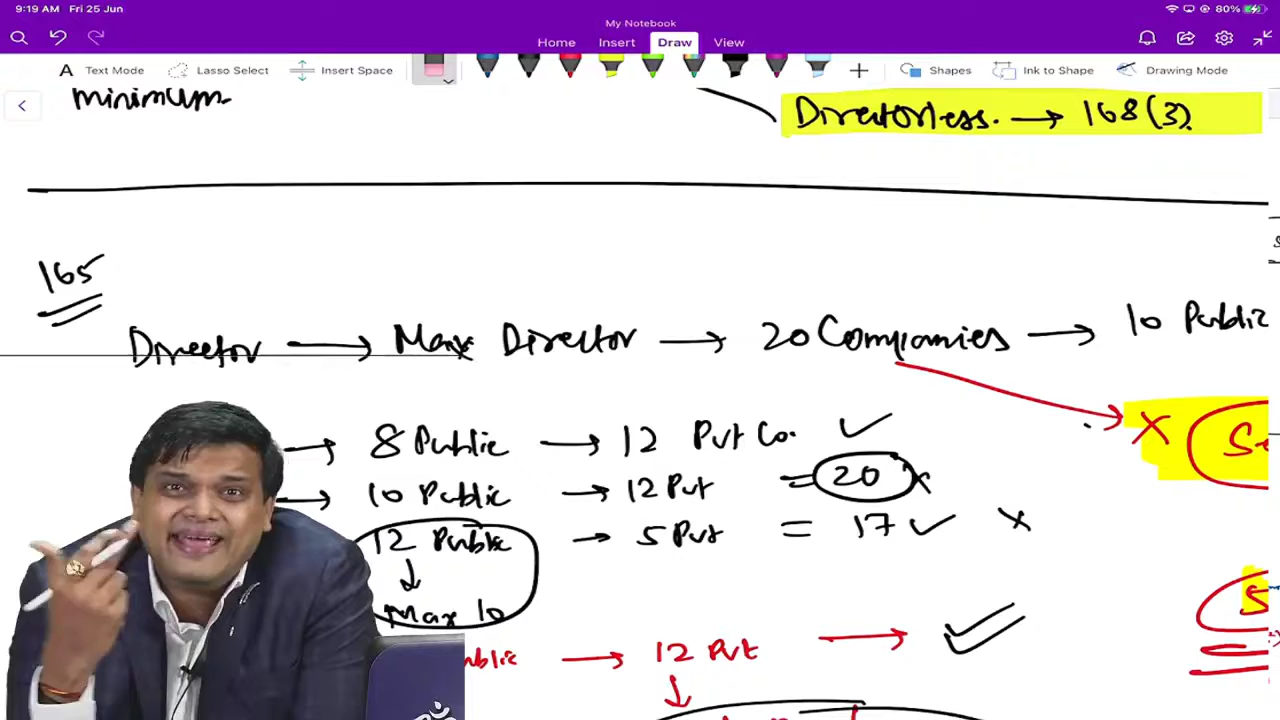 9:19 AM Fri 25 Jun
80%
My Notebook
Home Insert Draw View
A Text Mode Lasso Select Insert Space Shapes Ink to Shape Drawing Mode
minimum
Directorless. → 168(3).
165
Director → Max Director → 20 Companies → 10 Public
→ 8 Public → 12 Pvt Co. ✓
→ 10 Public → 12 Pvt = 20 x
12 Public → 5 Pvt = 17 ✓ x
↓
Max 10
→ 12 Pvt → ✓
↓
x